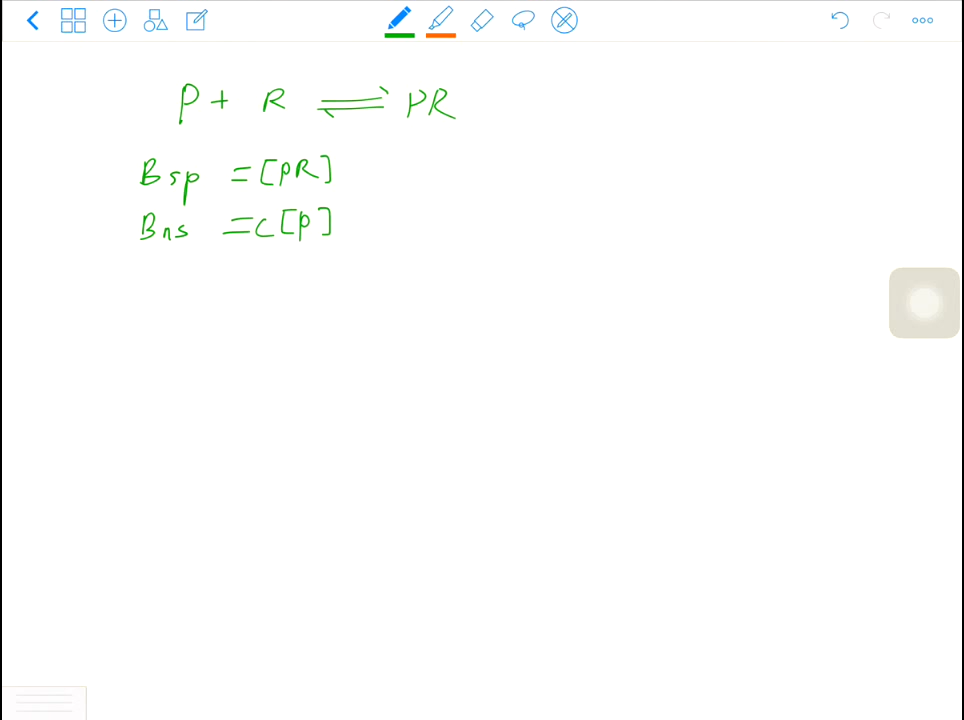 P + R ⇌ PR
Bsp = [PR]
Bns = C[P]